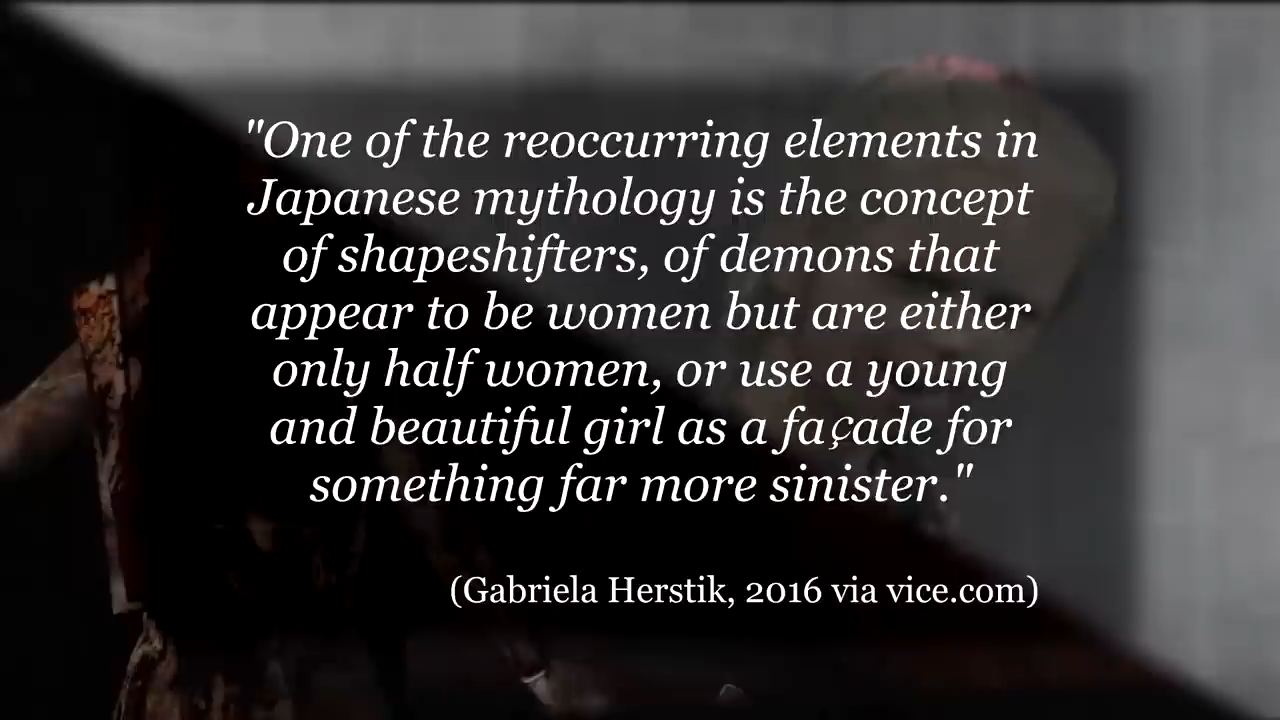 "One of the reoccurring elements in
Japanese mythology is the concept
of shapeshifters, of demons that
appear to be women but are either
only half women, or use a young
and beautiful girl as a façade for
something far more sinister."
(Gabriela Herstik, 2016 via vice.com)